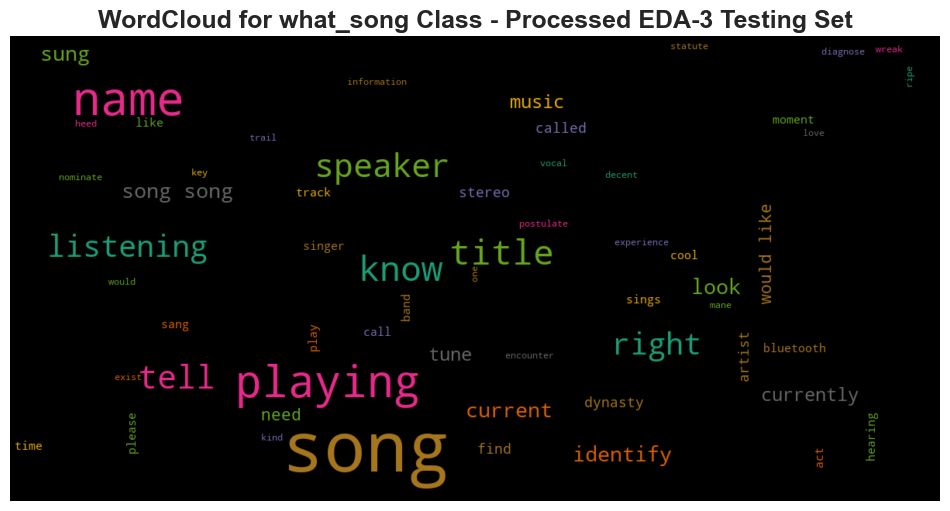 WordCloud for what_song Class - Processed EDA-3 Testing Set
statute
sung
diagnose
wreak
ripe
information
name
music
heed
like
called
moment
love
trail
speaker
vocal
key
decent
nominate
song song
track
stereo
postulate
would like
listening
singer
experience
title
cool
know
one
would
look
sings
mane
band
sang
play
call
right
tune
encounter
artist
bluetooth
exist
tell
playing
currently
dynasty
current
need
please
hearing
kind
time
song
find
identify
act